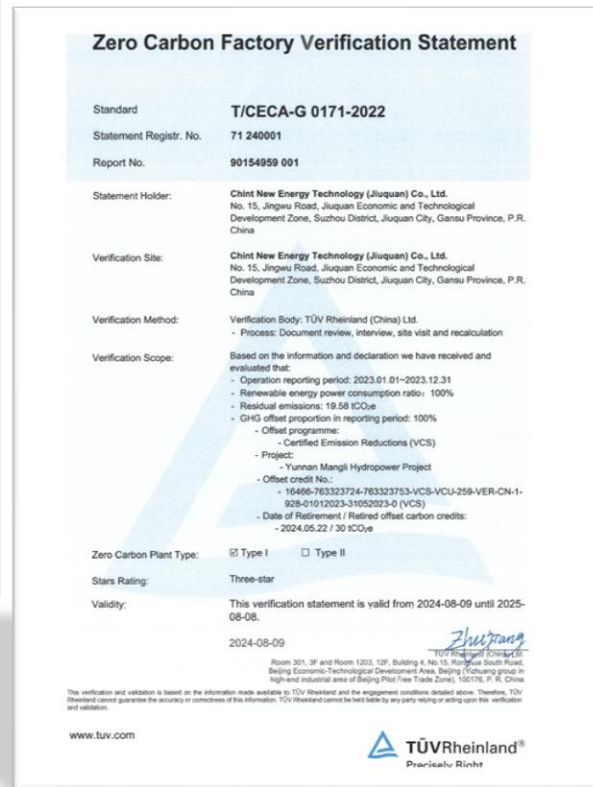 Zero Carbon Factory Verification Statement
Standard T/CECA-G 0171-2022
Statement Registr. No. 71 240001
Report No. 90154959 001
Statement Holder: Chint New Energy Technology (Jiuquan) Co., Ltd.
No. 15, Jingwu Road, Jiuquan Economic and Technological
Development Zone, Suzhou District, Jiuquan City, Gansu Province, P.R.
China
Verification Site: Chint New Energy Technology (Jiuquan) Co., Ltd.
No. 15, Jingwu Road, Jiuquan Economic and Technological
Development Zone, Suzhou District, Jiuquan City, Gansu Province, P.R.
China
Verification Method: Verification Body: TÜV Rheinland (China) Ltd.
- Process: Document review, interview, site visit and recalculation
Verification Scope: Based on the information and declaration we have received and
evaluated that:
- Operation reporting period: 2023.01.01~2023.12.31
- Renewable energy power consumption ratio: 100%
- Residual emissions: 19.58 tCO₂e
- GHG offset proportion in reporting period: 100%
- Offset programme:
- Certified Emission Reductions (VCS)
- Project:
- Yunnan Mangli Hydropower Project
- Offset credit No.:
- 16466-763323724-763323753-VCS-VCU-259-VER-CN-1-
928-01012023-31052023-0 (VCS)
- Date of Retirement / Retired offset carbon credits:
- 2024.05.22 / 30 tCO₂e
Zero Carbon Plant Type: ☑ Type I ☐ Type II
Stars Rating: Three-star
Validity: This verification statement is valid from 2024-08-09 until 2025-
08-08.
2024-08-09
TÜV Rheinland (China) Ltd.
Room 301, 3F and Room 1203, 12F, Building 4, No.15, Ronghua South Road,
Beijing Economic-Technological Development Area, Beijing (Yizhuang group in
high-end industrial area of Beijing Pilot Free Trade Zone), 100176, P. R. China
This verification and validation is based on the information made available to TÜV Rheinland and the engagement conditions detailed above. Therefore, TÜV
Rheinland cannot guarantee the accuracy or correctness of this information. TÜV Rheinland cannot be held liable by any party relying or acting upon this verification
and validation.
www.tuv.com
TÜVRheinland®
Precisely Right